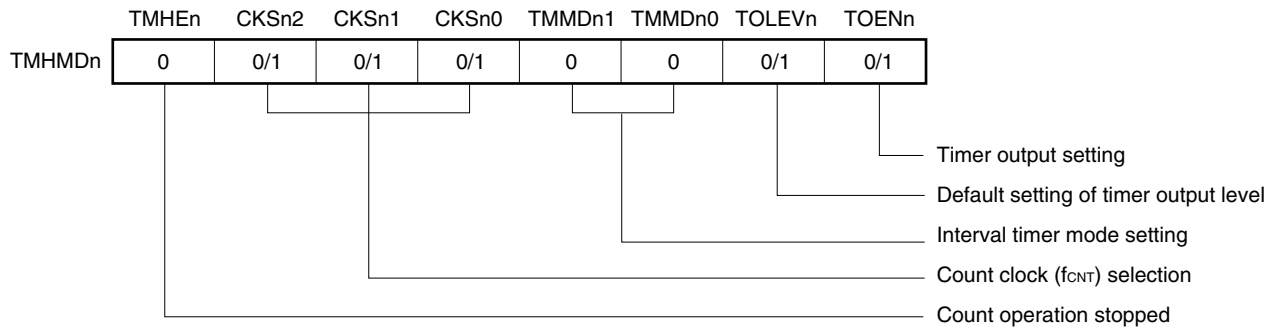 TMHEn CKSn2 CKSn1 CKSn0 TMMDn1 TMMDn0 TOLEVn TOENn
TMHMDn 0 0/1 0/1 0/1 0 0 0/1 0/1
Timer output setting
Default setting of timer output level
Interval timer mode setting
Count clock (fCNT) selection
Count operation stopped